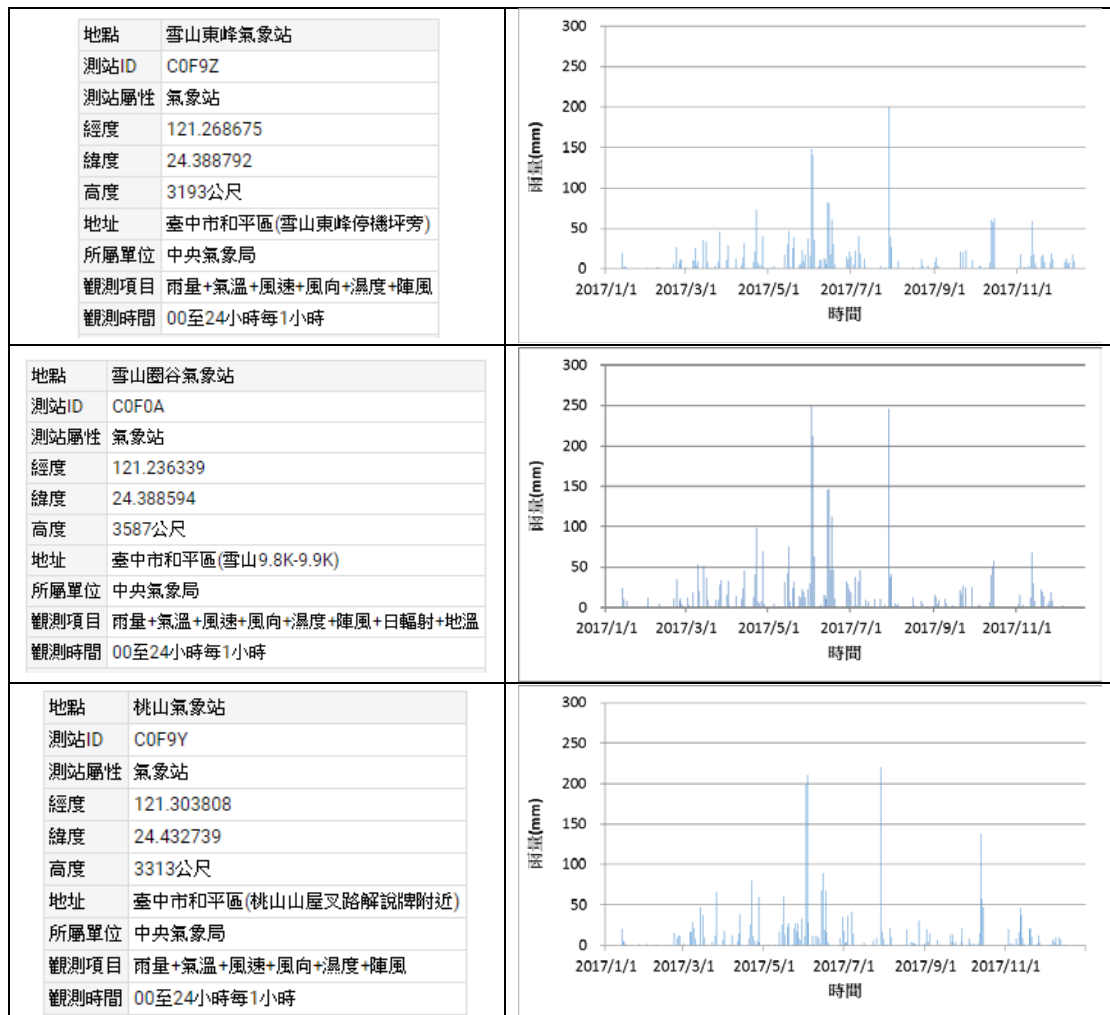 地點 雪山東峰氣象站
測站ID C0F9Z
測站屬性 氣象站
經度 121.268675
緯度 24.388792
高度 3193公尺
地址 臺中市和平區(雪山東峰停機坪旁)
所屬單位 中央氣象局
觀測項目 雨量+氣溫+風速+風向+濕度+陣風
觀測時間 00至24小時每1小時
300
250
200
150
100
50
0
雨量(mm)
2017/1/1 2017/3/1 2017/5/1 2017/7/1 2017/9/1 2017/11/1
時間
地點 雪山圈谷氣象站
測站ID C0F0A
測站屬性 氣象站
經度 121.236339
緯度 24.388594
高度 3587公尺
地址 臺中市和平區(雪山9.8K-9.9K)
所屬單位 中央氣象局
觀測項目 雨量+氣溫+風速+風向+濕度+陣風+日輻射+地溫
觀測時間 00至24小時每1小時
300
250
200
150
100
50
0
雨量(mm)
2017/1/1 2017/3/1 2017/5/1 2017/7/1 2017/9/1 2017/11/1
時間
地點 桃山氣象站
測站ID C0F9Y
測站屬性 氣象站
經度 121.303808
緯度 24.432739
高度 3313公尺
地址 臺中市和平區(桃山山屋叉路解說牌附近)
所屬單位 中央氣象局
觀測項目 雨量+氣溫+風速+風向+濕度+陣風
觀測時間 00至24小時每1小時
300
250
200
150
100
50
0
雨量(mm)
2017/1/1 2017/3/1 2017/5/1 2017/7/1 2017/9/1 2017/11/1
時間